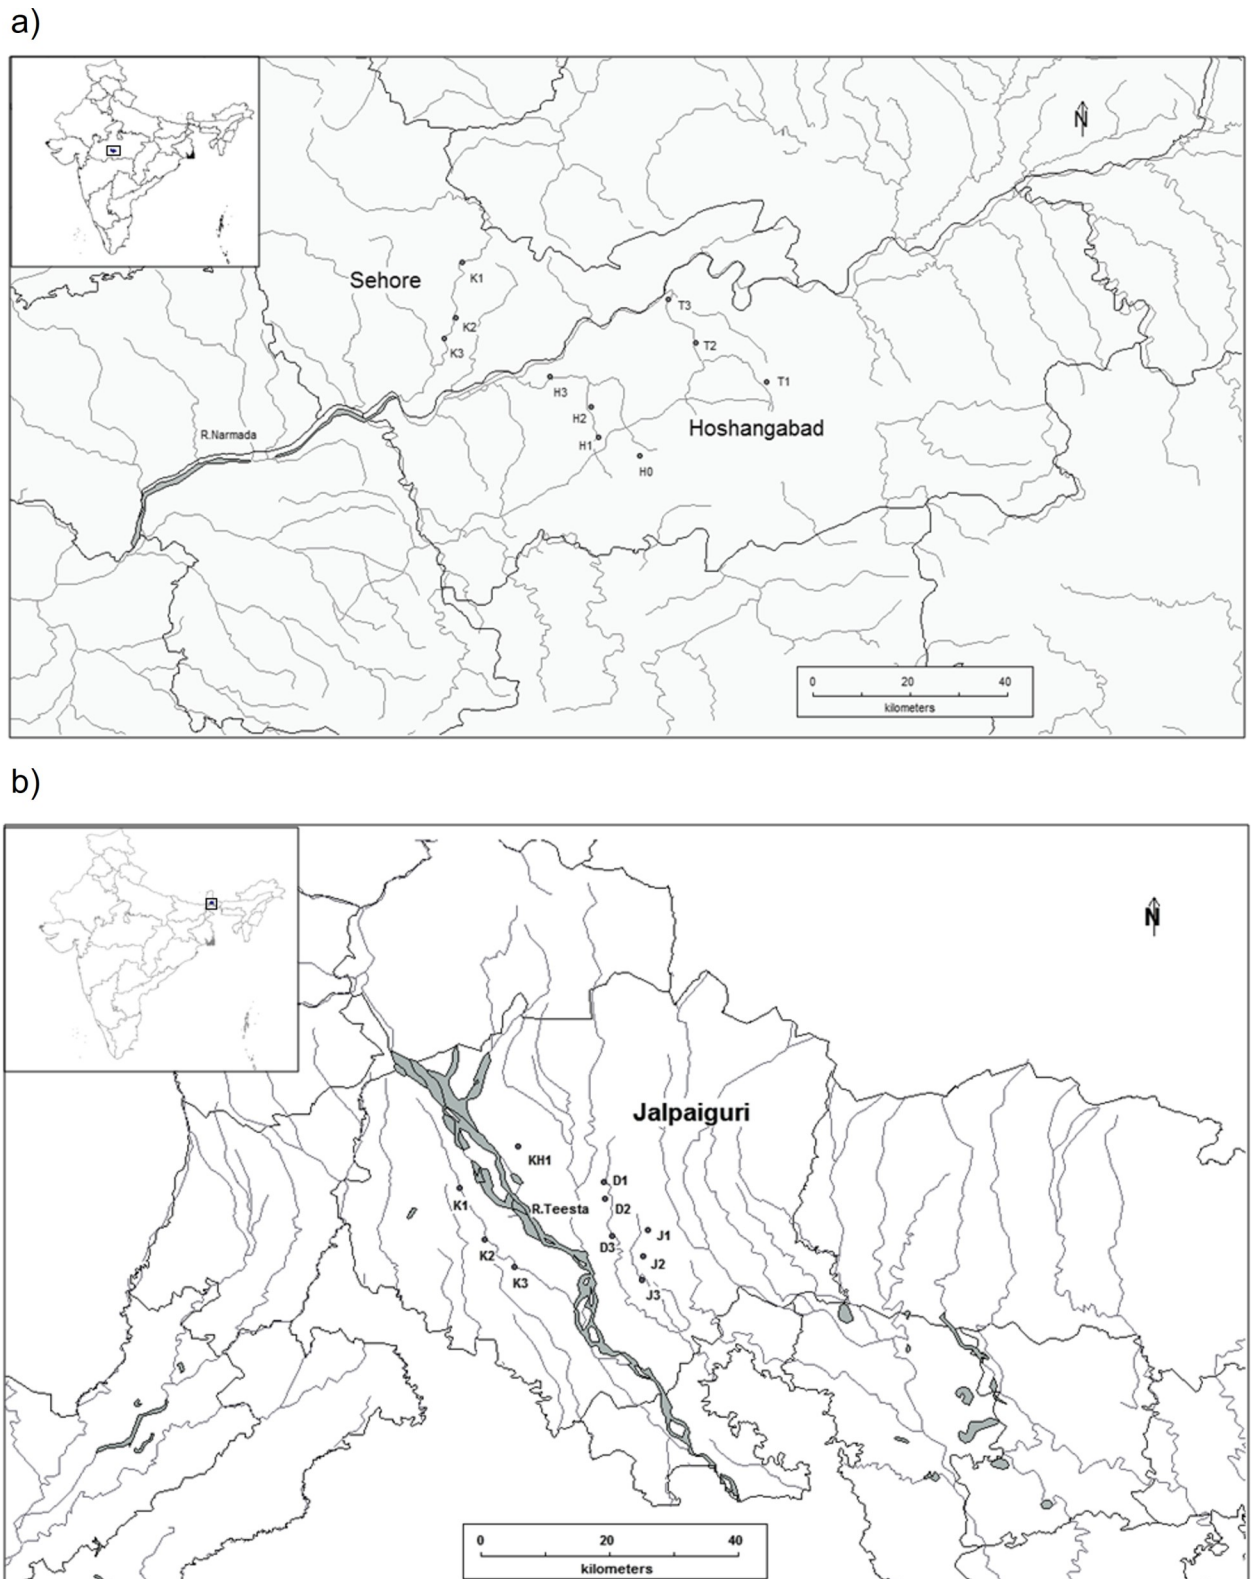 a)
N
Sehore
K1
T3
K2
T2
K3
T1
H3
H2
Hoshangabad
R.Narmada
H1
H0
0 20 40
kilometers
b)
N
Jalpaiguri
KH1
D1
K1
R.Teesta
D2
J1
D3
K2
J2
K3
J3
0 20 40
kilometers